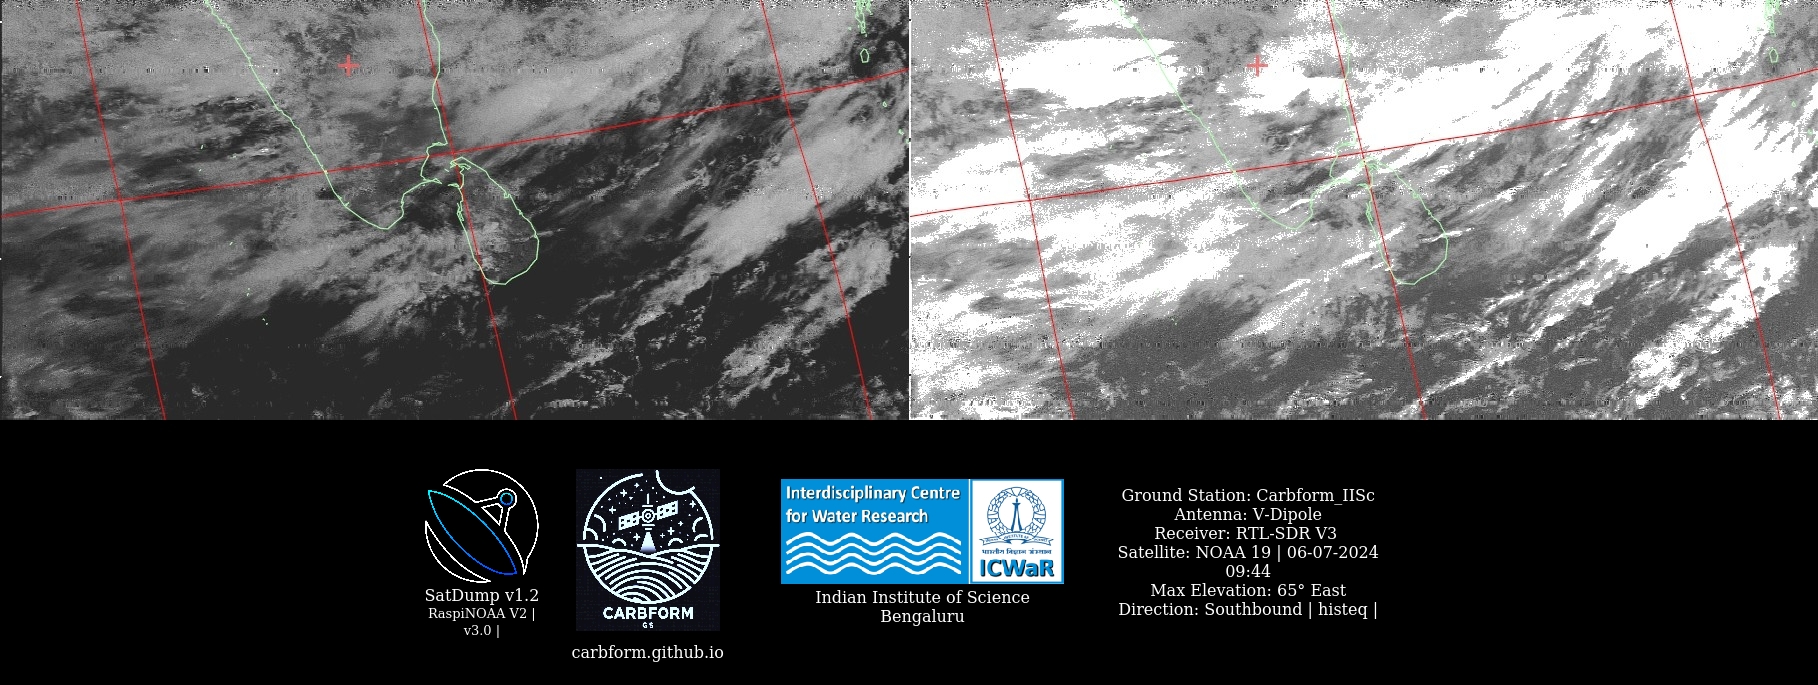 SatDump v1.2
RaspiNOAA V2 |
v3.0 |
CARBFORM
GS
carbform.github.io
Interdisciplinary Centre
for Water Research
भारतीय विज्ञान संस्थान
ICWaR
Indian Institute of Science
Bengaluru
Ground Station: Carbform_IISc
Antenna: V-Dipole
Receiver: RTL-SDR V3
Satellite: NOAA 19 | 06-07-2024
09:44
Max Elevation: 65° East
Direction: Southbound | histeq |